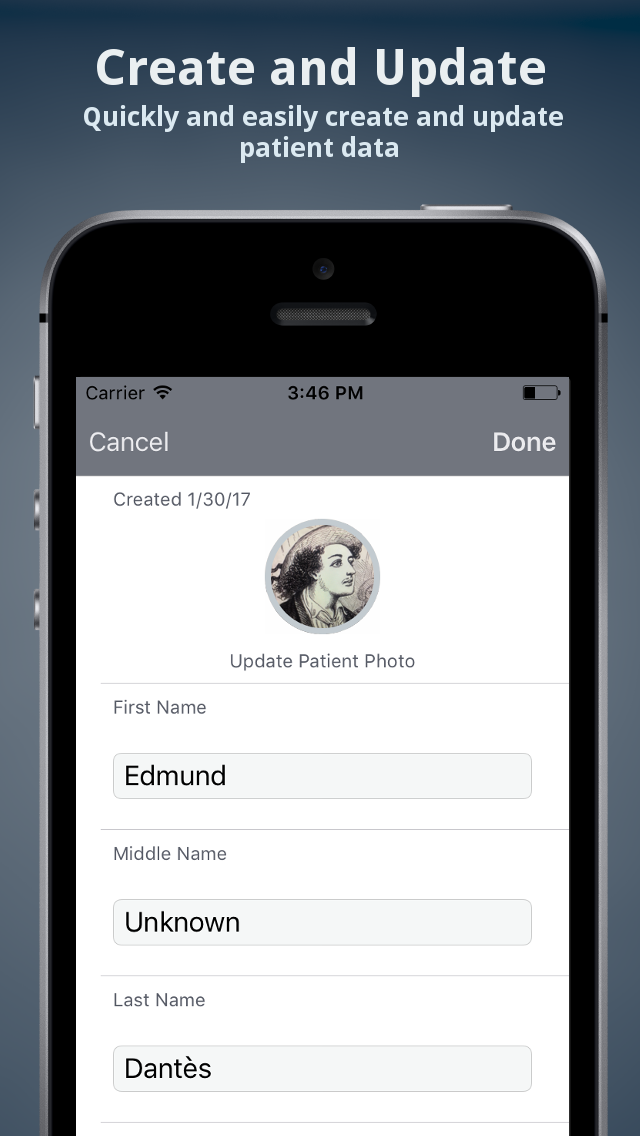 Create and Update
Quickly and easily create and update
patient data
Carrier 3:46 PM
Cancel Done
Created 1/30/17
Update Patient Photo
First Name
Edmund
Middle Name
Unknown
Last Name
Dantès